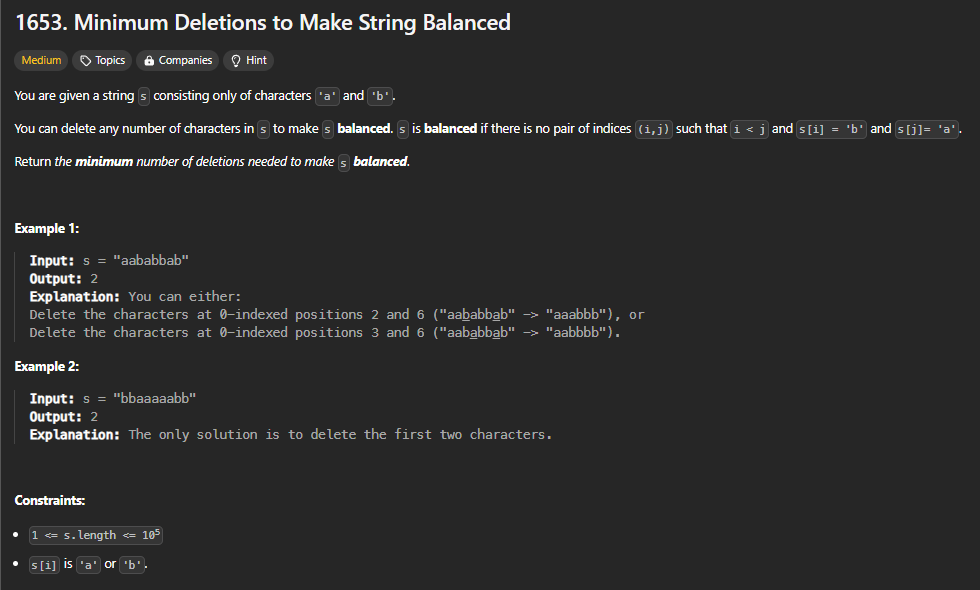 1653. Minimum Deletions to Make String Balanced
Medium Topics Companies Hint
You are given a string s consisting only of characters 'a' and 'b'.
You can delete any number of characters in s to make s balanced. s is balanced if there is no pair of indices (i,j) such that i < j and s[i] = 'b' and s[j]= 'a'.
Return the minimum number of deletions needed to make s balanced.
Example 1:
Input: s = "aababbab"
Output: 2
Explanation: You can either:
Delete the characters at 0-indexed positions 2 and 6 ("aababbab" -> "aaabbb"), or
Delete the characters at 0-indexed positions 3 and 6 ("aababbab" -> "aabbbb").
Example 2:
Input: s = "bbaaaaabb"
Output: 2
Explanation: The only solution is to delete the first two characters.
Constraints:
• 1 <= s.length <= 10⁵
• s[i] is 'a' or 'b'.